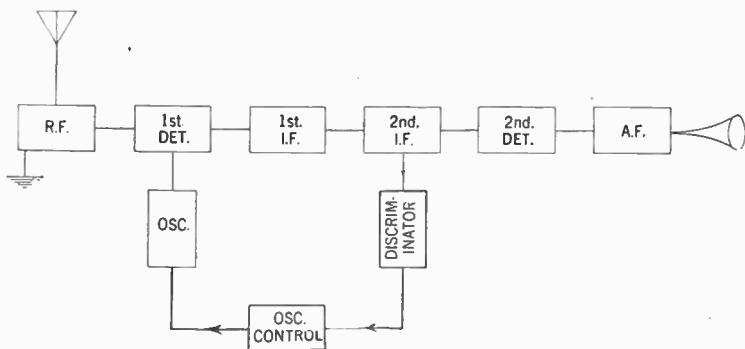 R.F.
1st.
DET.
1st.
I.F.
2nd.
I.F.
2nd.
DET.
A.F.
OSC.
DISCRIM-
INATOR
OSC.
CONTROL